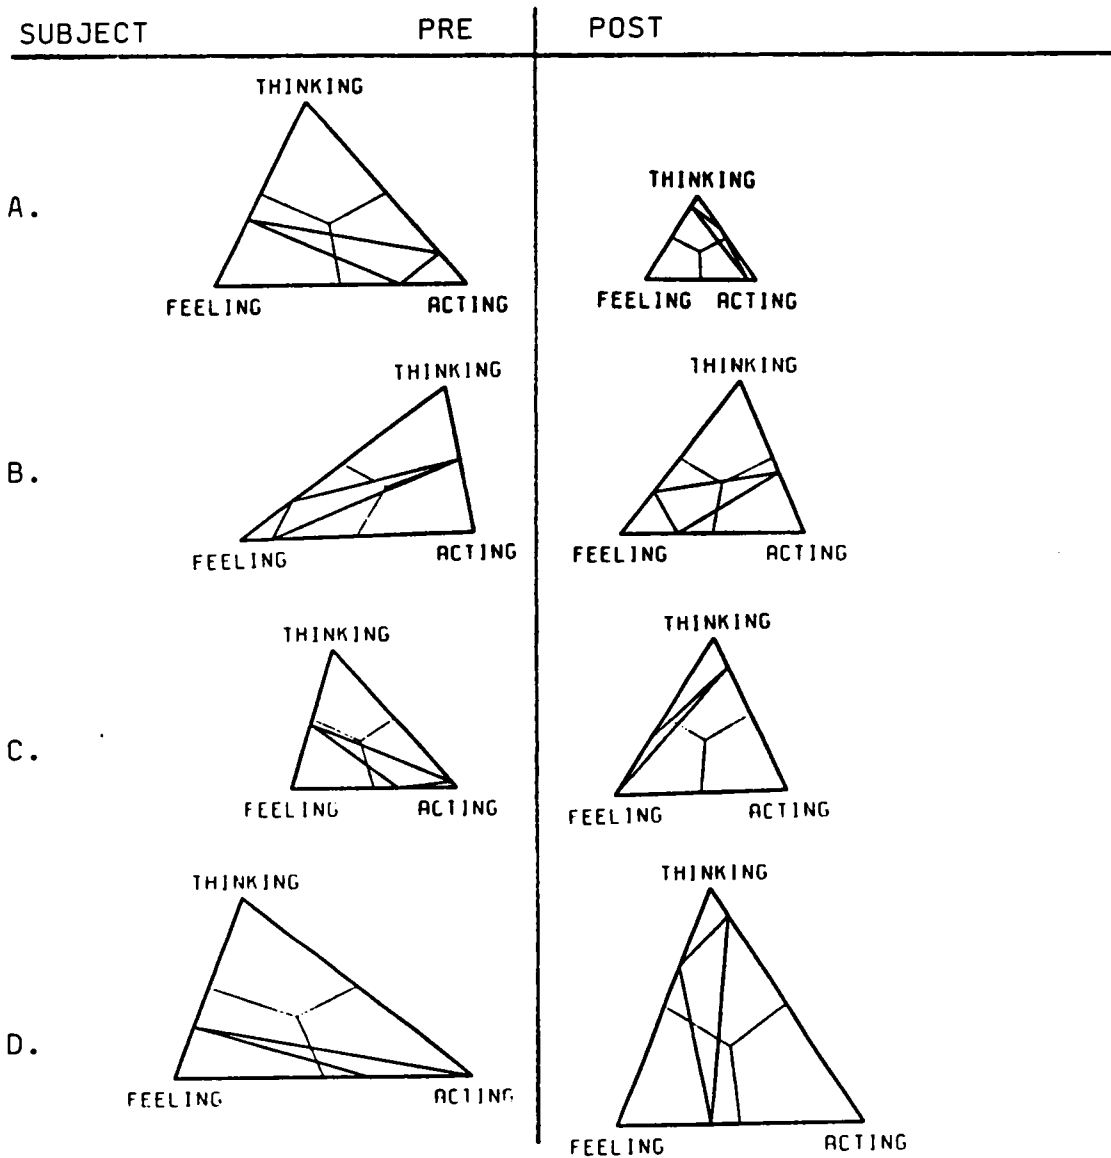 SUBJECT PRE POST
THINKING
THINKING
A.
FEELING ACTING FEELING ACTING
THINKING THINKING
B.
FEELING ACTING FEELING ACTING
THINKING THINKING
C.
FEELING ACTING FEELING ACTING
THINKING THINKING
D.
FEELING ACTING FEELING ACTING